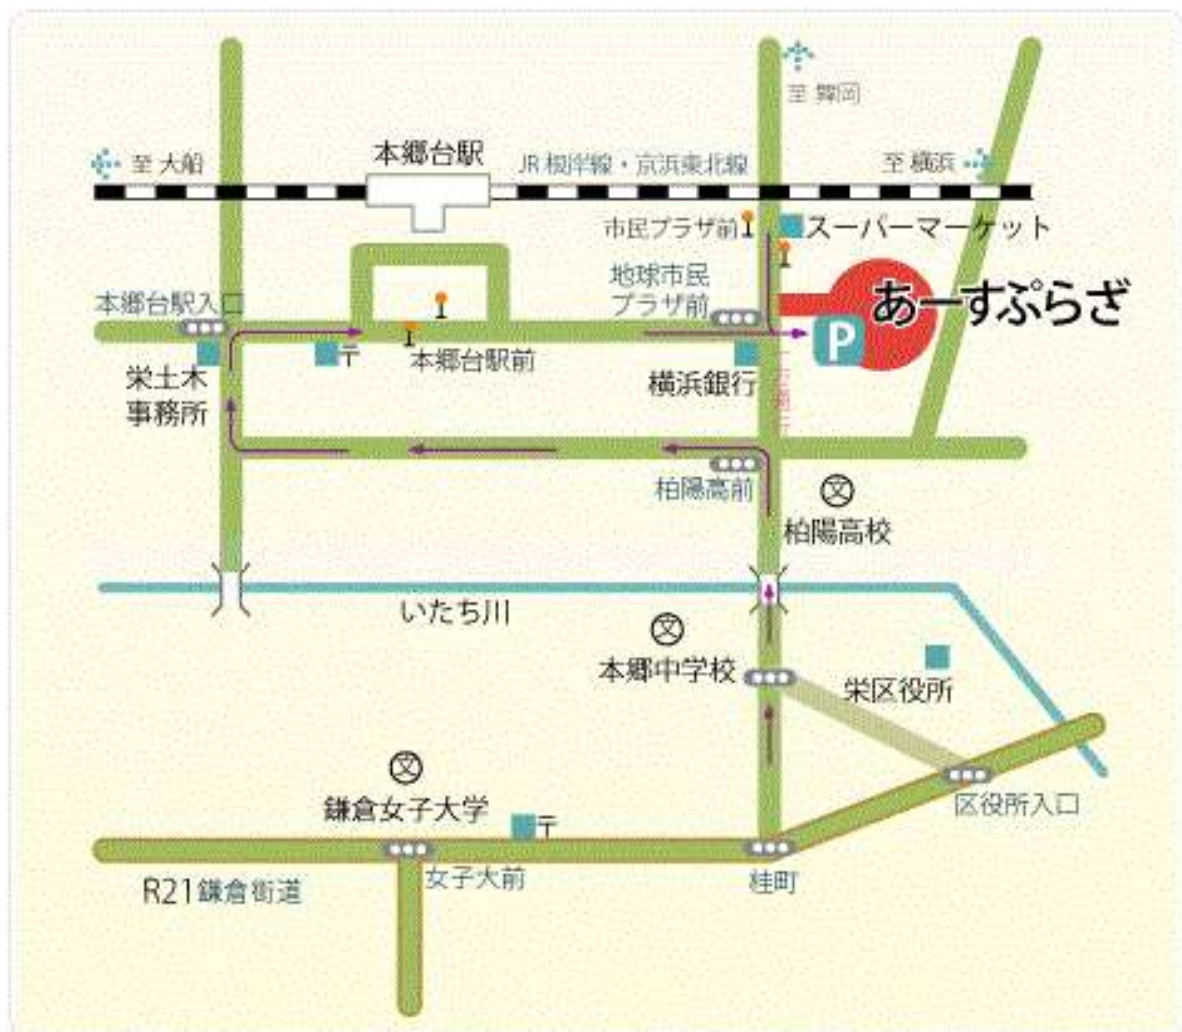 至 舞岡
本郷台駅
JR 根岸線・京浜東北線
至 大船
至 横浜
市民プラザ前
スーパーマーケット
地球市民
プラザ前
あーすぷらざ
本郷台駅入口
P
〒
本郷台駅前
横浜銀行
栄土木
事務所
柏陽高前
文
柏陽高校
いたち川
文
本郷中学校
栄区役所
文
鎌倉女子大学
〒
区役所入口
女子大前
桂町
R21鎌倉街道